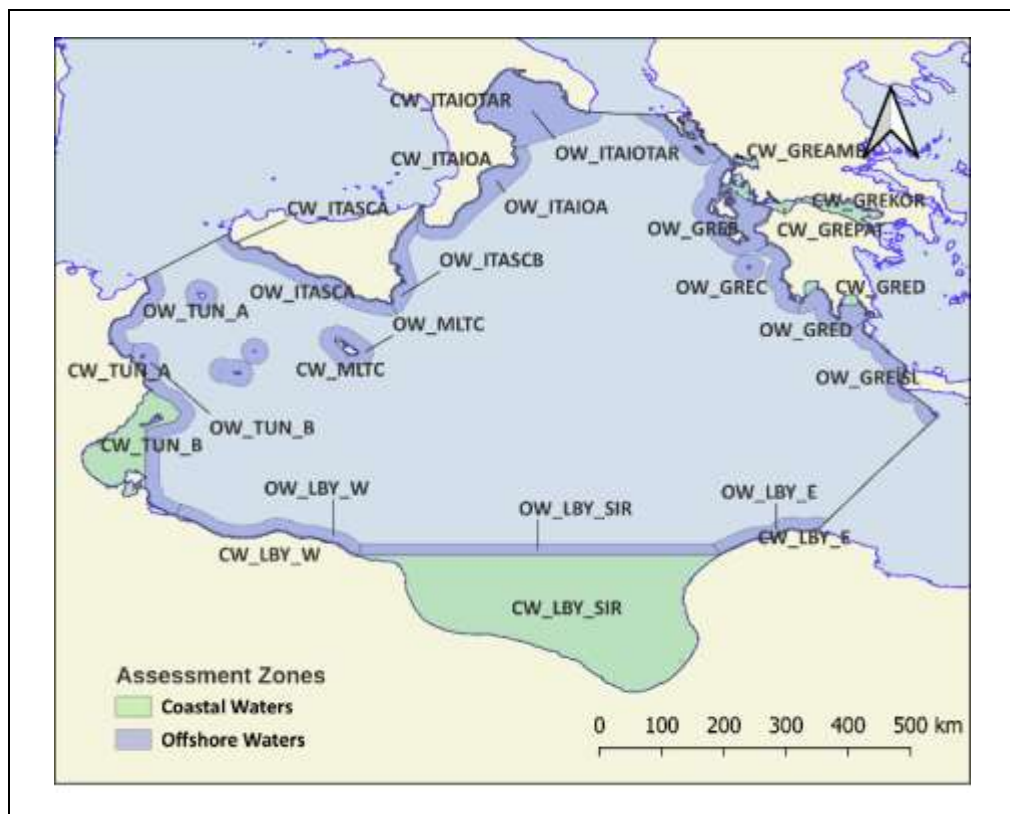 CW_ITAIOTAR
OW_ITAIOTAR
CW_GREAMB
CW_ITAIOA
CW_GREKOR
CW_ITASCA
OW_ITAIOA
OW_GREB
CW_GREPAT
OW_ITASCB
OW_ITASCA
OW_GREC
CW_GRED
OW_TUN_A
OW_MLTC
OW_GRED
CW_TUN_A
CW_MLTC
OW_GREISL
OW_TUN_B
CW_TUN_B
OW_LBY_W
OW_LBY_E
OW_LBY_SIR
CW_LBY_E
CW_LBY_W
CW_LBY_SIR
Assessment Zones
Coastal Waters
Offshore Waters
0 100 200 300 400 500 km